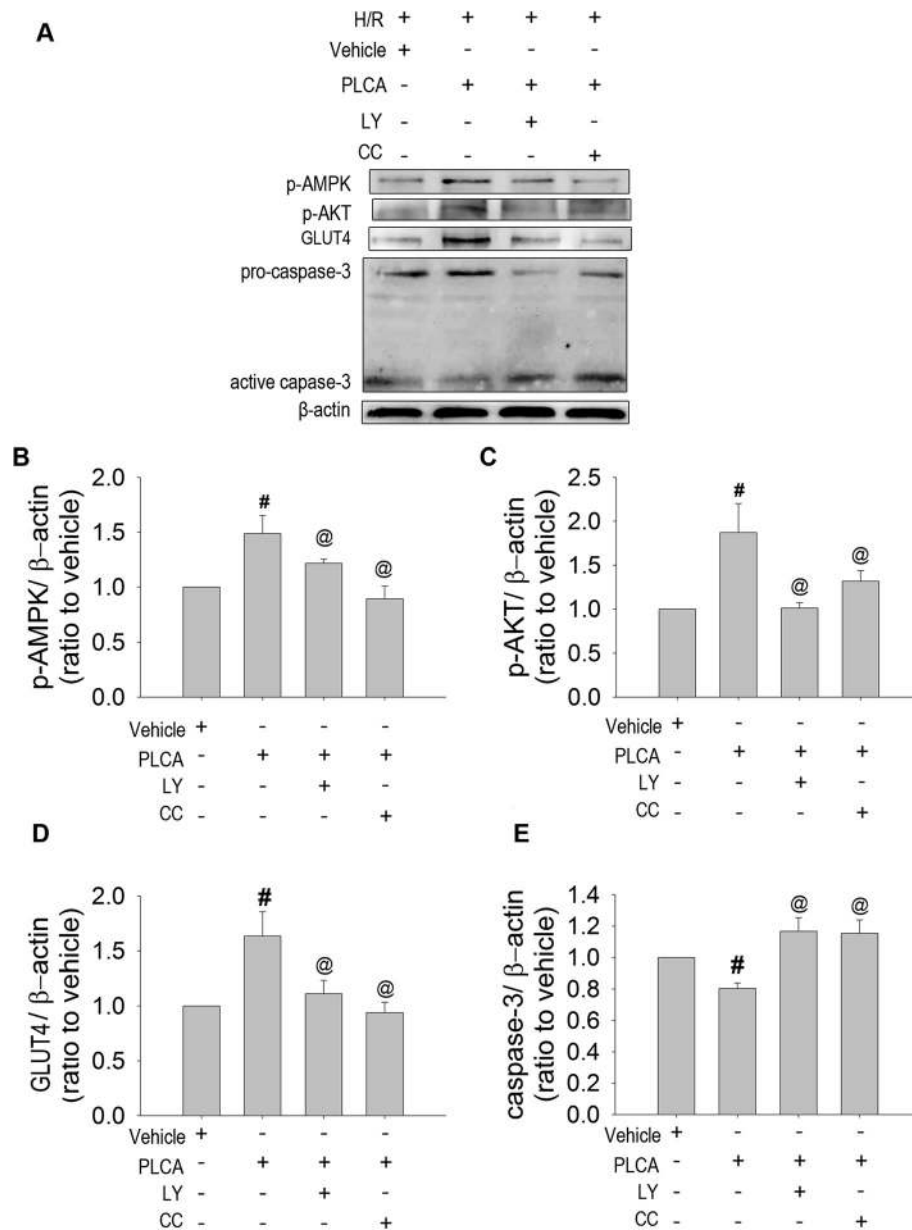 A
H/R + + + +
Vehicle + - - -
PLCA - + + +
LY - - + -
CC - - - +
p-AMPK
p-AKT
GLUT4
pro-caspase-3
active capase-3
β-actin
B
2.0
1.5
1.0
0.5
0.0
p-AMPK/ β–actin
(ratio to vehicle)
# @ @
Vehicle + - - -
PLCA - + + +
LY - - + -
CC - - - +
C
2.5
2.0
1.5
1.0
0.5
0.0
p-AKT/ β–actin
(ratio to vehicle)
# @ @
Vehicle + - - -
PLCA - + + +
LY - - + -
CC - - - +
D
2.0
1.5
1.0
0.5
0.0
GLUT4/ β–actin
(ratio to vehicle)
# @ @
Vehicle + - - -
PLCA - + + +
LY - - + -
CC - - - +
E
1.4
1.2
1.0
0.8
0.6
0.4
0.2
0.0
caspase-3/ β–actin
(ratio to vehicle)
# @ @
Vehicle + - - -
PLCA - + + +
LY - - + -
CC - - - +